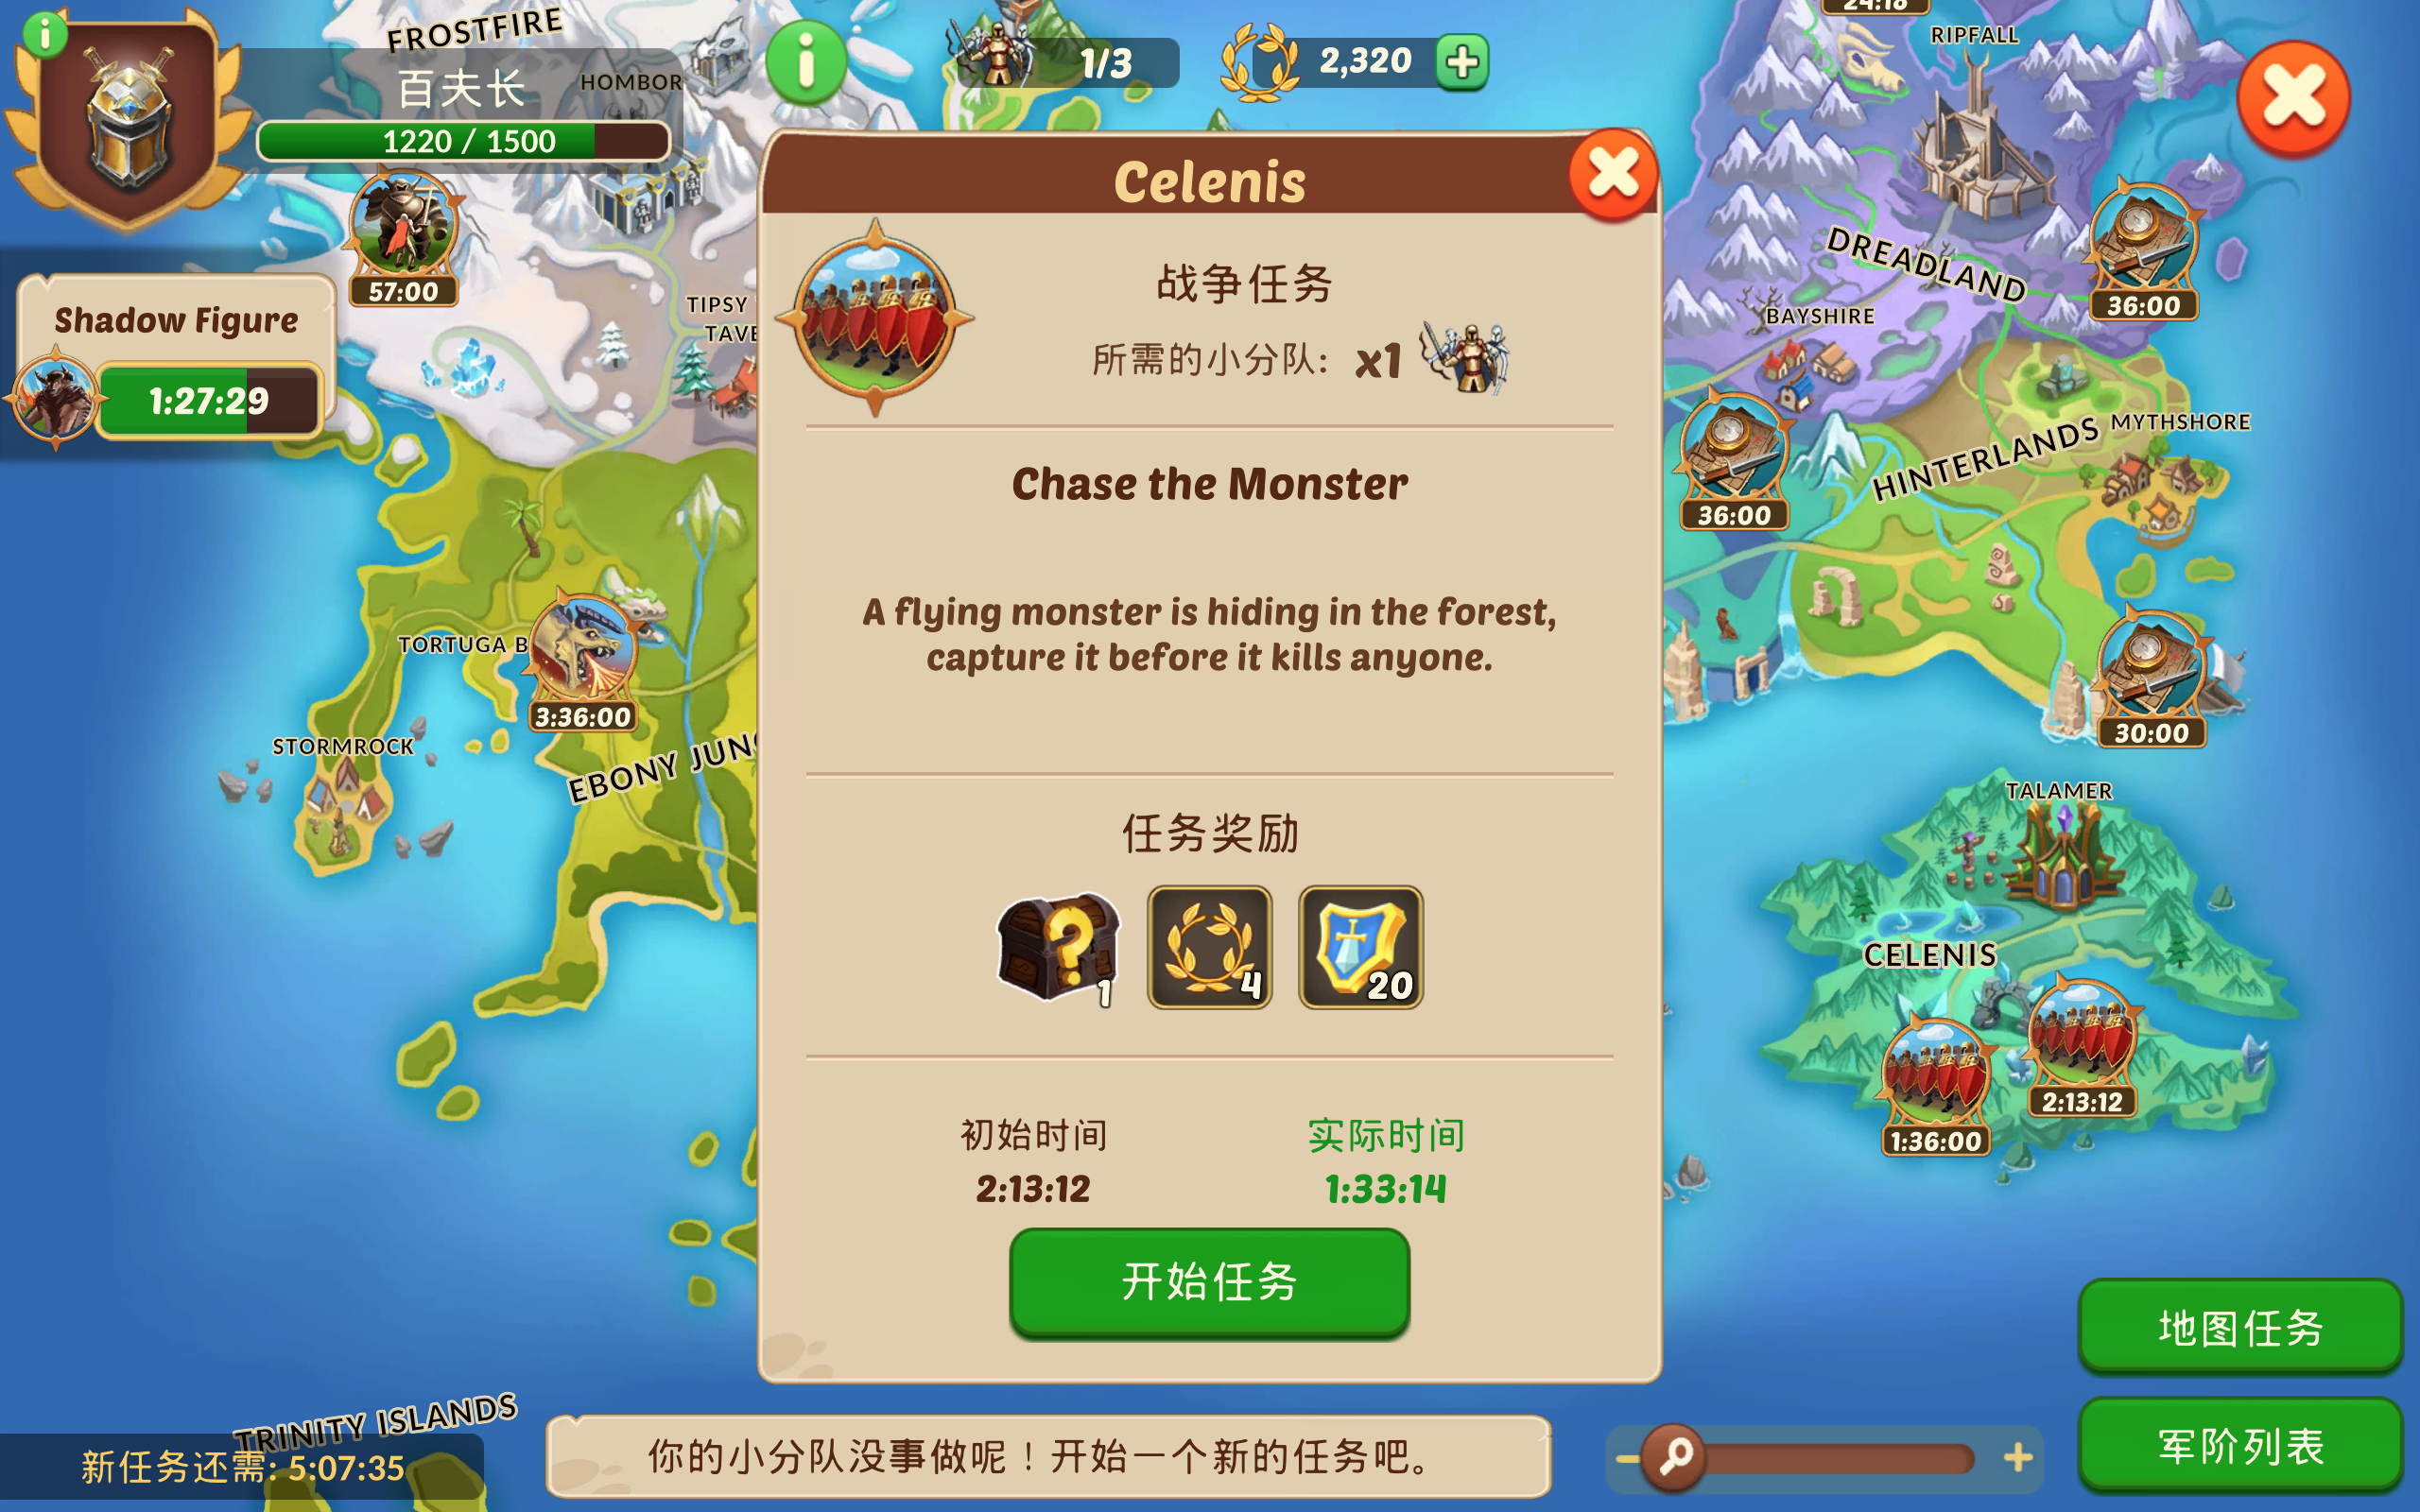 FROSTFIRE
24:18
RIPFALL
百夫长
HOMBOR
1/3
2,320
1220 / 1500
Celenis
DREADLAND
57:00
36:00
Shadow Figure
1:27:29
TIPSY
TAVE
战争任务
所需的小分队: x1
BAYSHIRE
HINTERLANDS
MYTHSHORE
36:00
Chase the Monster
A flying monster is hiding in the forest,
capture it before it kills anyone.
TORTUGA B
3:36:00
30:00
STORMROCK
EBONY JUNG
TALAMER
任务奖励
1
4
20
CELENIS
2:13:12
1:36:00
初始时间
2:13:12
实际时间
1:33:14
开始任务
地图任务
军阶列表
TRINITY ISLANDS
新任务还需: 5:07:35
你的小分队没事做呢！开始一个新的任务吧。